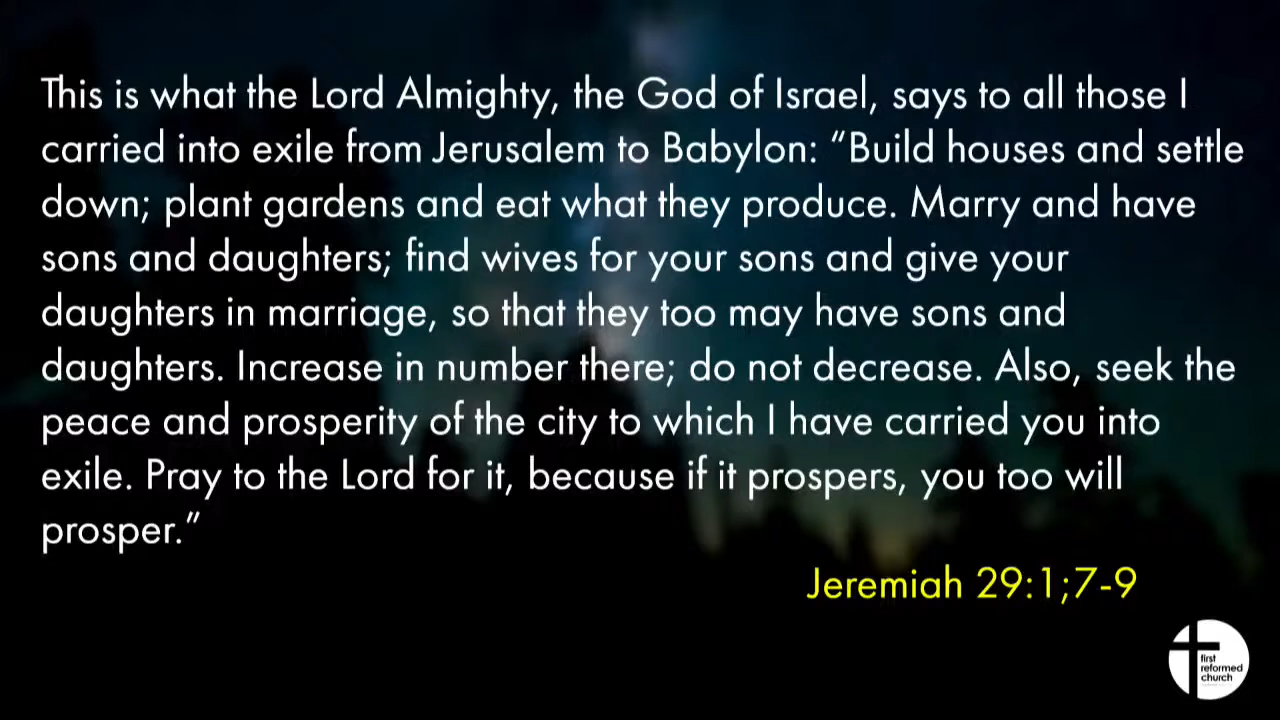 This is what the Lord Almighty, the God of Israel, says to all those I
carried into exile from Jerusalem to Babylon: “Build houses and settle
down; plant gardens and eat what they produce. Marry and have
sons and daughters; find wives for your sons and give your
daughters in marriage, so that they too may have sons and
daughters. Increase in number there; do not decrease. Also, seek the
peace and prosperity of the city to which I have carried you into
exile. Pray to the Lord for it, because if it prospers, you too will
prosper.”
Jeremiah 29:1;7-9
first
reformed
church